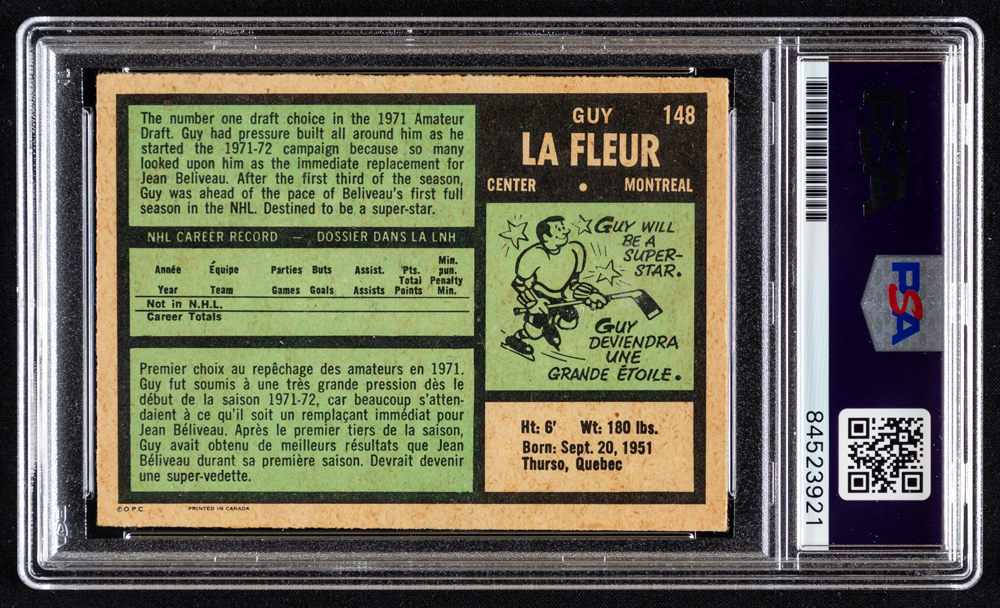 The number one draft choice in the 1971 Amateur
Draft. Guy had pressure built all around him as he
started the 1971-72 campaign because so many
looked upon him as the immediate replacement for
Jean Beliveau. After the first third of the season,
Guy was ahead of the pace of Beliveau's first full
season in the NHL. Destined to be a super-star.
NHL CAREER RECORD — DOSSIER DANS LA LNH
Année Équipe Parties Buts Assist. Pts. Min. pun.
Year Team Games Goals Assists Total Points Penalty Min.
Not in N.H.L.
Career Totals
Premier choix au repêchage des amateurs en 1971.
Guy fut soumis à une très grande pression dès le
début de la saison 1971-72, car beaucoup s'atten-
daient à ce qu'il soit un remplaçant immédiat pour
Jean Béliveau. Après le premier tiers de la saison,
Guy avait obtenu de meilleurs résultats que Jean
Béliveau durant sa première saison. Devrait devenir
une super-vedette.
©O.P.C. PRINTED IN CANADA
GUY 148
LA FLEUR
CENTER • MONTREAL
GUY WILL
BE A
SUPER-
STAR.
GUY
DEVIENDRA
UNE
GRANDE ÉTOILE.
Ht: 6' Wt: 180 lbs.
Born: Sept. 20, 1951
Thurso, Quebec
PSA
PSA
84523921